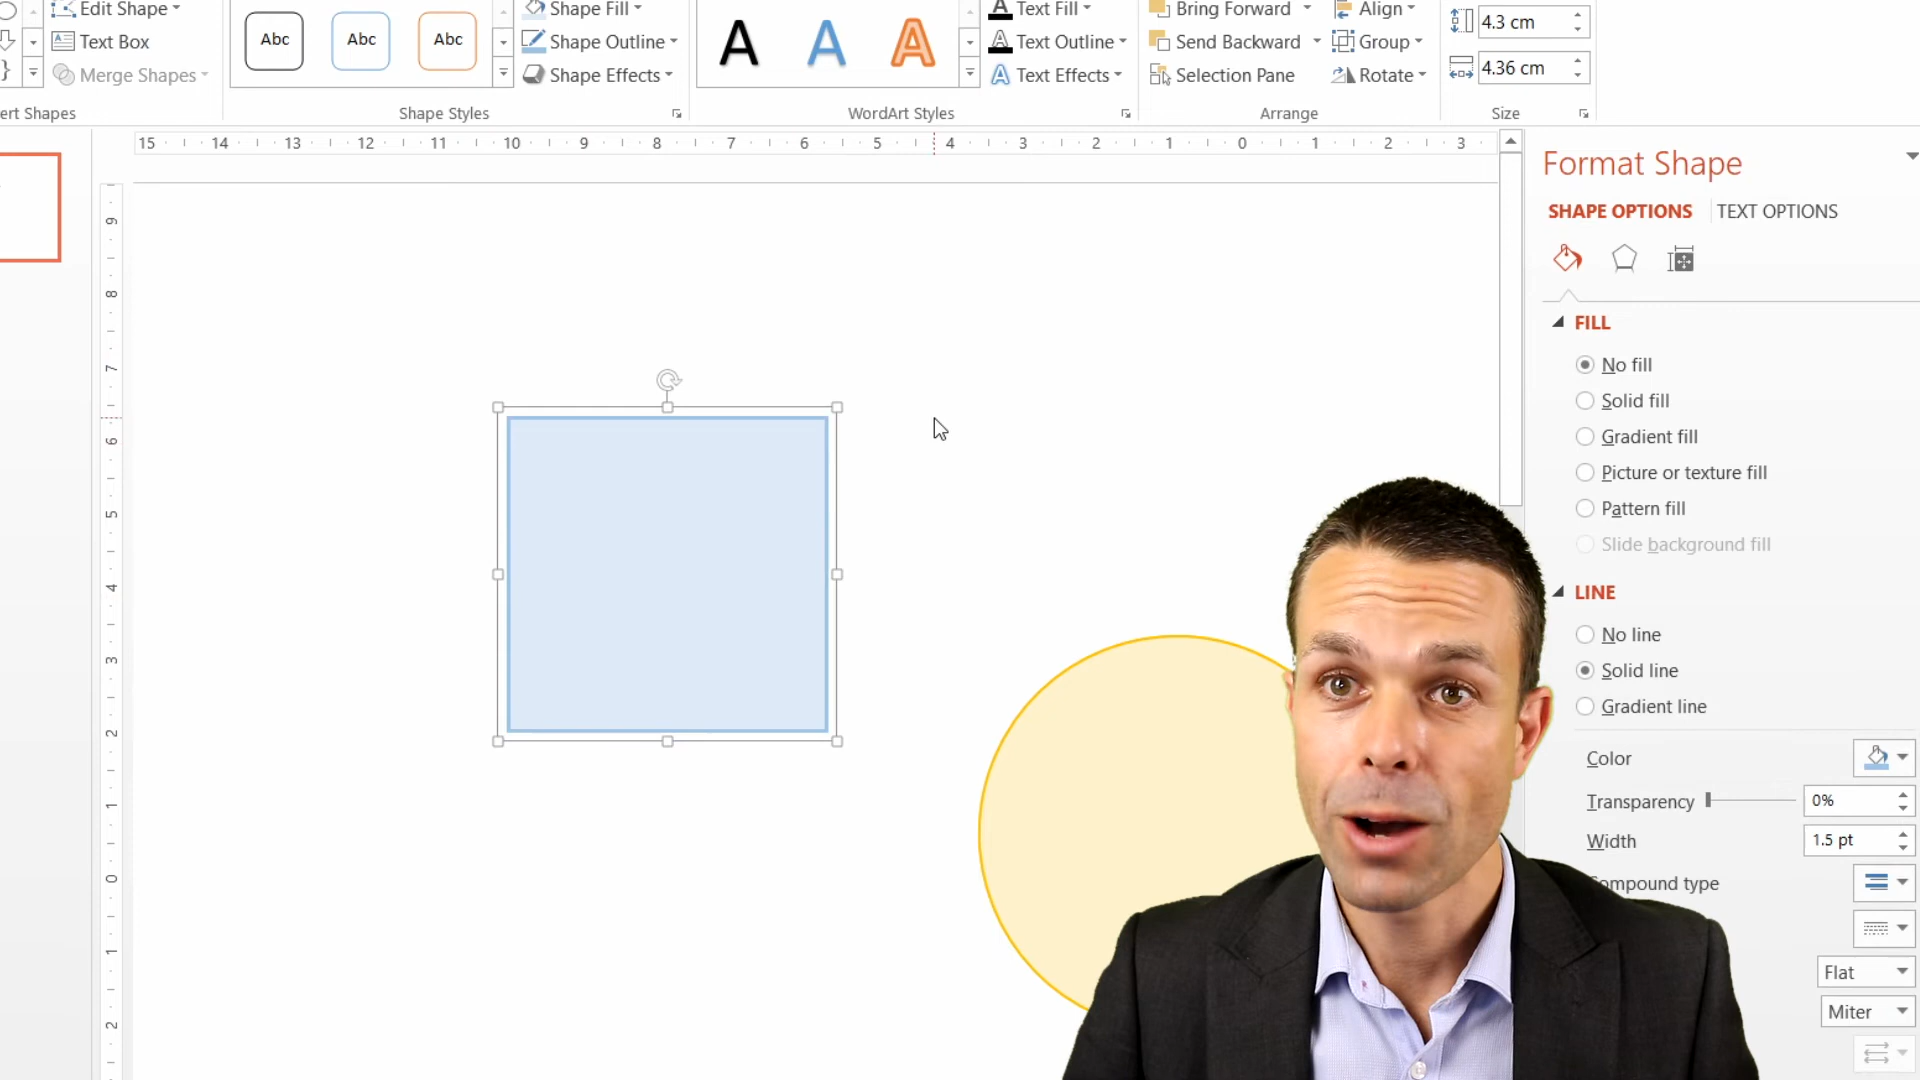 Edit Shape
Text Box
Merge Shapes
ert Shapes
Abc
Abc
Abc
Shape Fill
Shape Outline
Shape Effects
Shape Styles
A
A
A
Text Fill
Text Outline
Text Effects
WordArt Styles
Bring Forward
Send Backward
Selection Pane
Align
Group
Rotate
Arrange
4.3 cm
4.36 cm
Size
15 14 13 12 11 10 9 8 7 6 5 4 3 2 1 0 1 2 3
9
8
7
6
5
4
3
2
1
0
1
2
Format Shape
SHAPE OPTIONS
TEXT OPTIONS
FILL
No fill
Solid fill
Gradient fill
Picture or texture fill
Pattern fill
Slide background fill
LINE
No line
Solid line
Gradient line
Color
Transparency
0%
Width
1.5 pt
ompound type
Flat
Miter